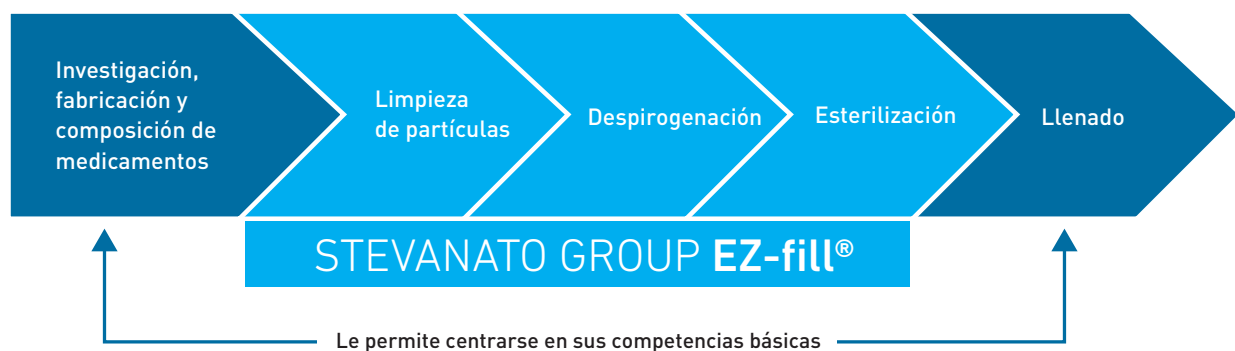 Investigación,
fabricación y
composición de
medicamentos
Limpieza
de partículas
Despirogenación
Esterilización
Llenado
STEVANATO GROUP EZ-fill®
Le permite centrarse en sus competencias básicas